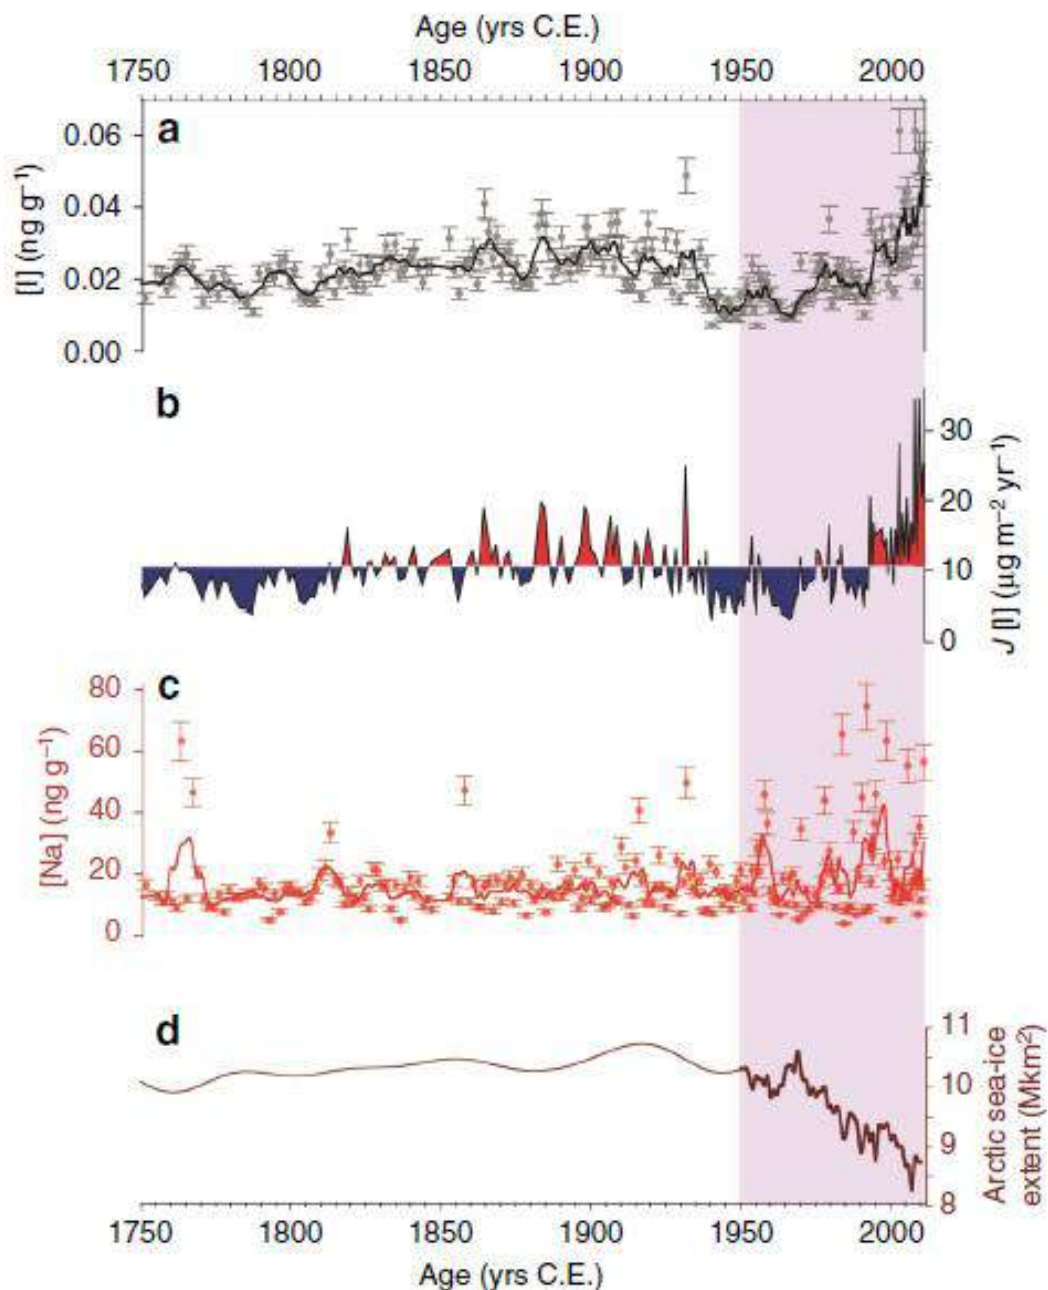 Age (yrs C.E.)
1750 1800 1850 1900 1950 2000
a
0.06
0.04
0.02
0.00
[I] (ng g⁻¹)
b
30
20
10
0
J [I] (µg m⁻² yr⁻¹)
c
80
60
40
20
0
[Na] (ng g⁻¹)
d
11
10
9
8
Arctic sea-ice
extent (Mkm²)
1750 1800 1850 1900 1950 2000
Age (yrs C.E.)